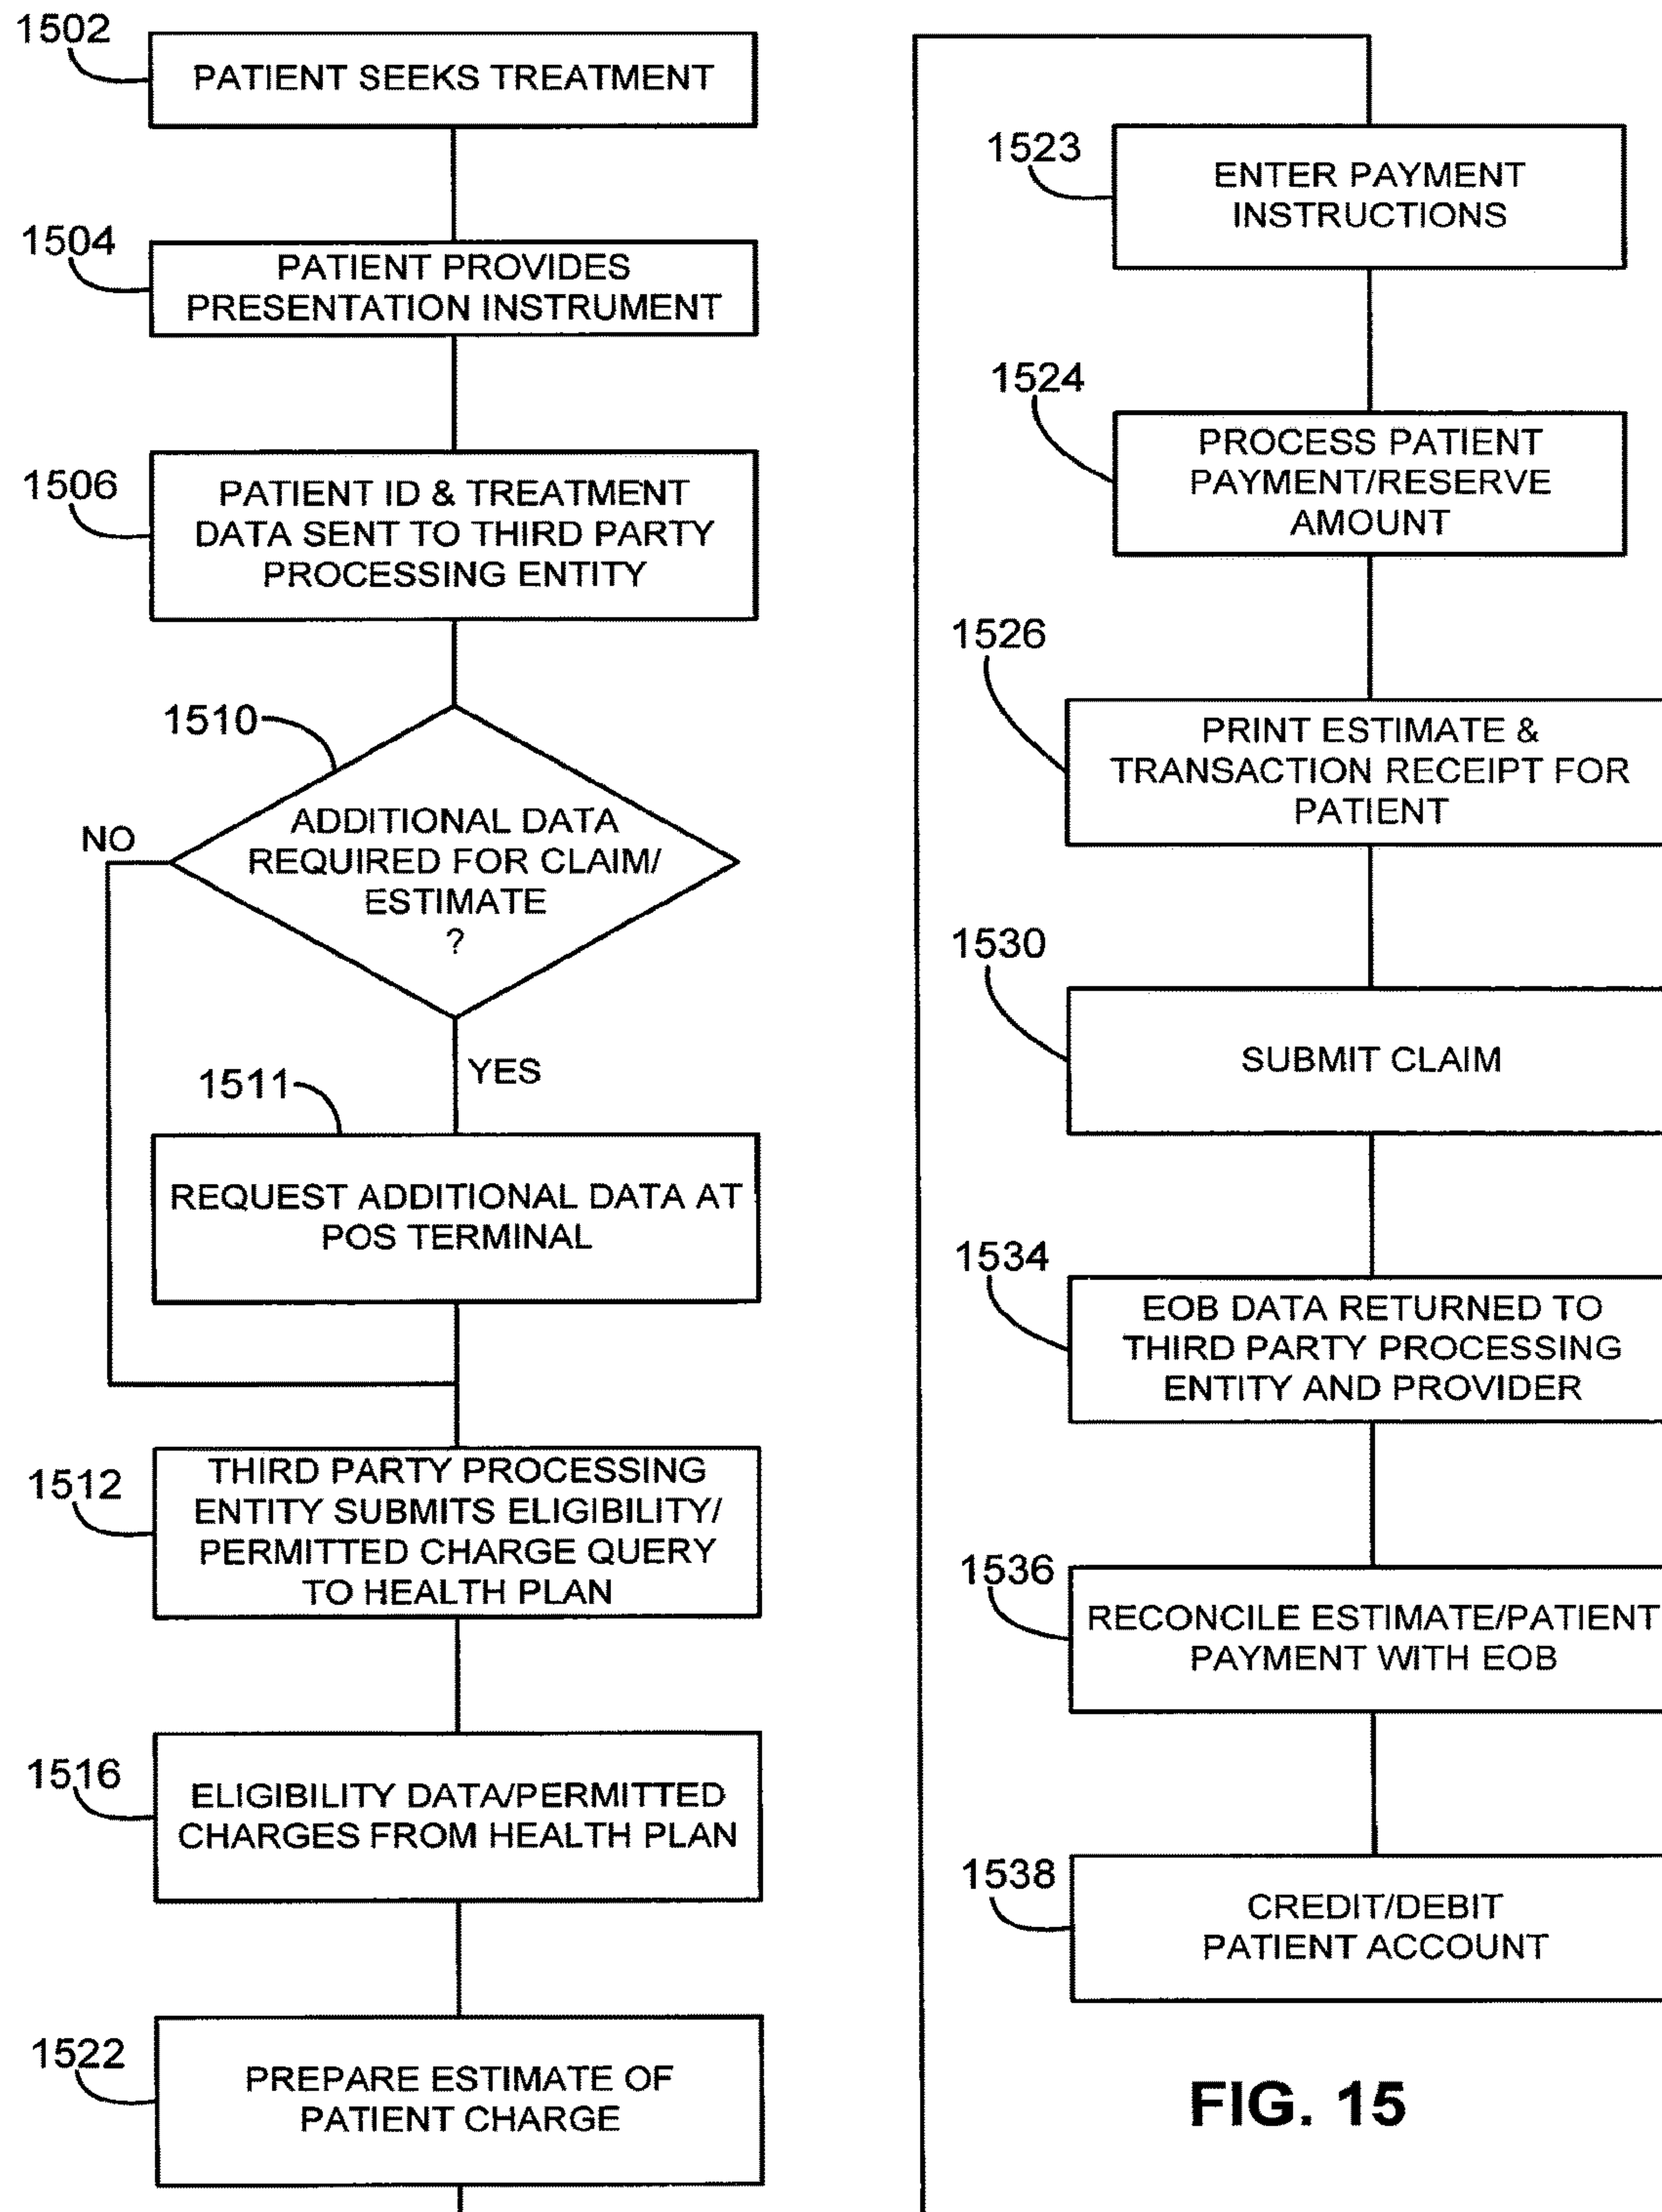 1502
PATIENT SEEKS TREATMENT
1504
PATIENT PROVIDES
PRESENTATION INSTRUMENT
1506
PATIENT ID & TREATMENT
DATA SENT TO THIRD PARTY
PROCESSING ENTITY
1510
ADDITIONAL DATA
REQUIRED FOR CLAIM/
ESTIMATE
?
NO
YES
1511
REQUEST ADDITIONAL DATA AT
POS TERMINAL
1512
THIRD PARTY PROCESSING
ENTITY SUBMITS ELIGIBILITY/
PERMITTED CHARGE QUERY
TO HEALTH PLAN
1516
ELIGIBILITY DATA/PERMITTED
CHARGES FROM HEALTH PLAN
1522
PREPARE ESTIMATE OF
PATIENT CHARGE
1523
ENTER PAYMENT
INSTRUCTIONS
1524
PROCESS PATIENT
PAYMENT/RESERVE
AMOUNT
1526
PRINT ESTIMATE &
TRANSACTION RECEIPT FOR
PATIENT
1530
SUBMIT CLAIM
1534
EOB DATA RETURNED TO
THIRD PARTY PROCESSING
ENTITY AND PROVIDER
1536
RECONCILE ESTIMATE/PATIENT
PAYMENT WITH EOB
1538
CREDIT/DEBIT
PATIENT ACCOUNT
FIG. 15